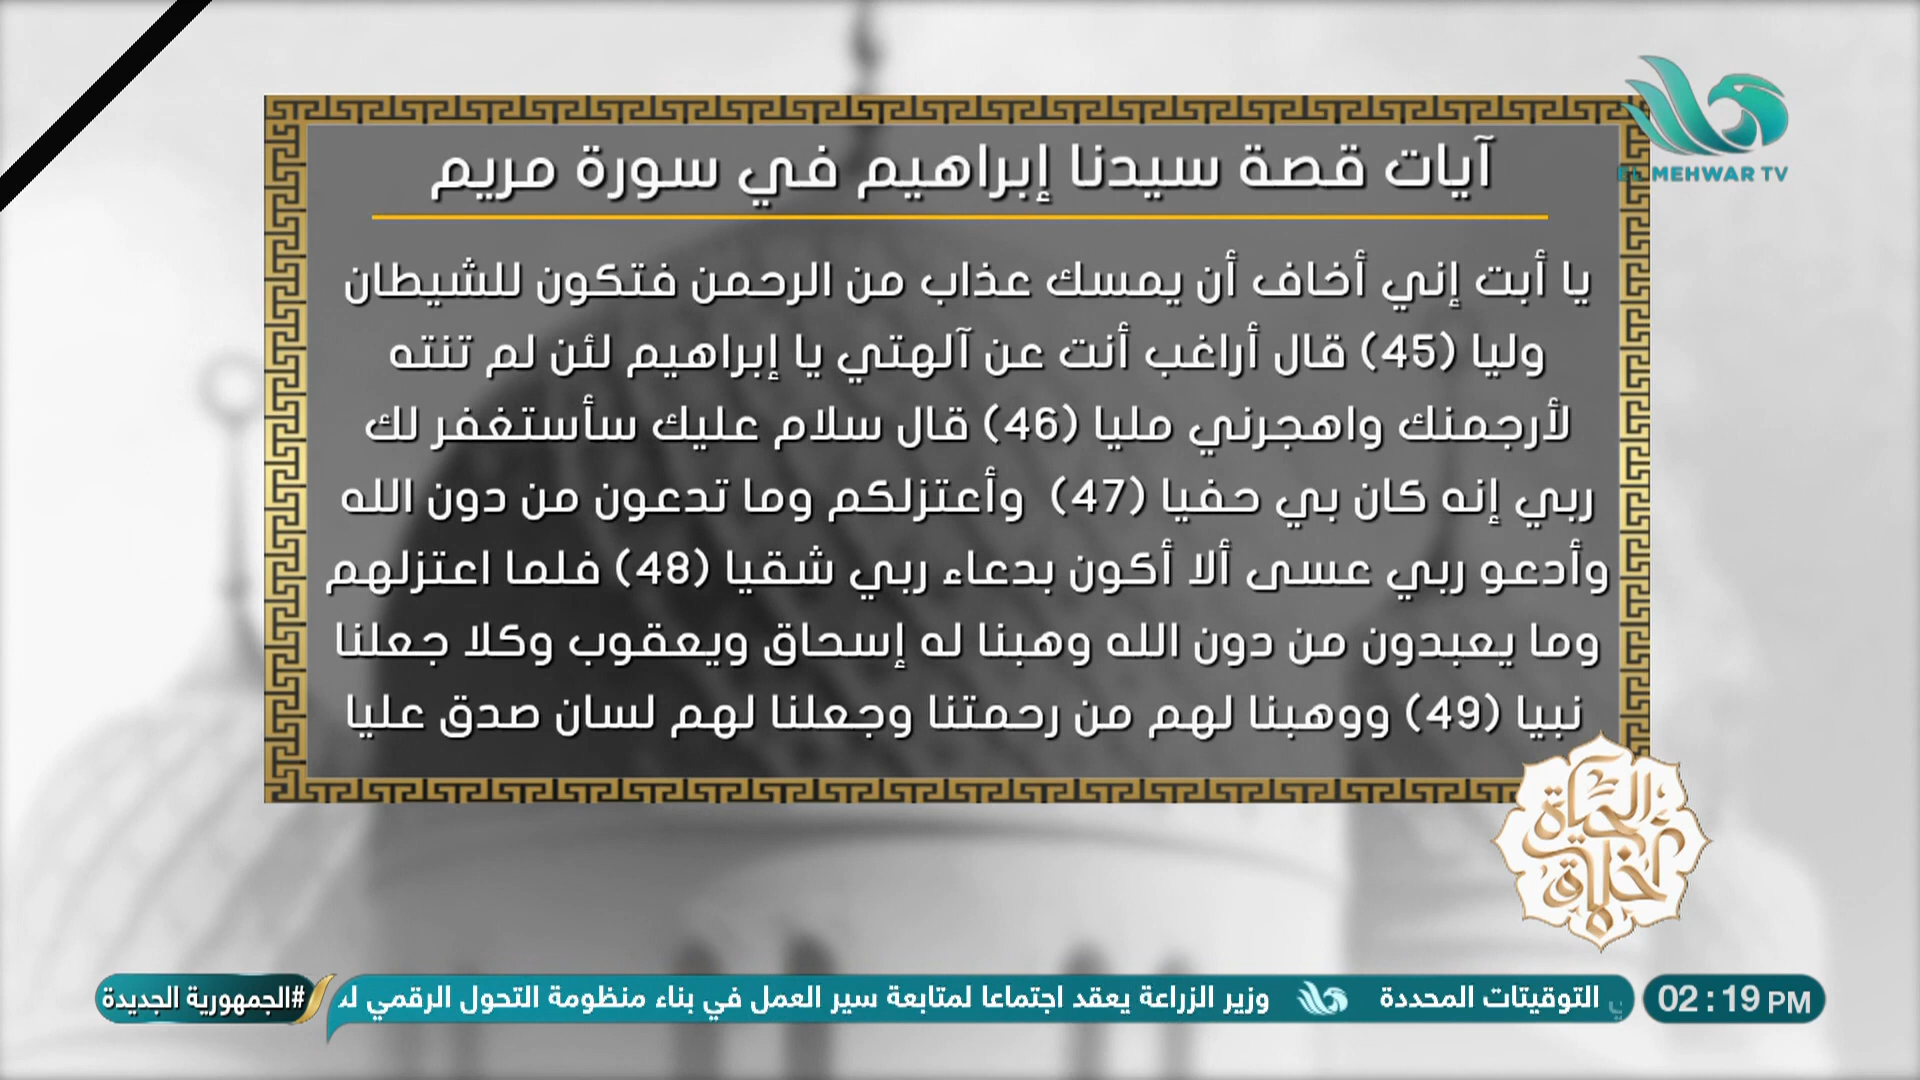 EL MEHWAR TV
آيات قصة سيدنا إبراهيم في سورة مريم
يا أبت إني أخاف أن يمسك عذاب من الرحمن فتكون للشيطان
وليا (45) قال أراغب أنت عن آلهتي يا إبراهيم لئن لم تنته
لأرجمنك واهجرني مليا (46) قال سلام عليك سأستغفر لك
ربي إنه كان بي حفيا (47) وأعتزلكم وما تدعون من دون الله
وأدعو ربي عسى ألا أكون بدعاء ربي شقيا (48) فلما اعتزلهم
وما يعبدون من دون الله وهبنا له إسحاق ويعقوب وكلا جعلنا
نبيا (49) ووهبنا لهم من رحمتنا وجعلنا لهم لسان صدق عليا
الحياة أخلاق
02:19 PM
التوقيتات المحددة
وزير الزراعة يعقد اجتماعا لمتابعة سير العمل في بناء منظومة التحول الرقمي
#الجمهورية الجديدة